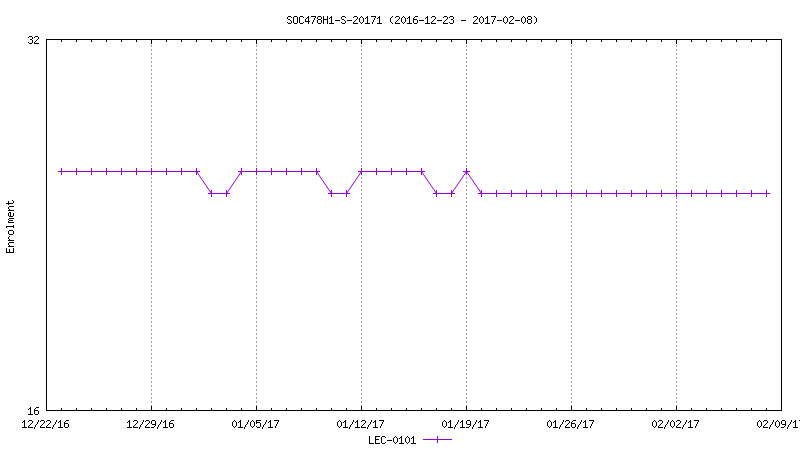 SOC478H1-S-20171 (2016-12-23 - 2017-02-08)
32
Enrolment
16
12/22/16 12/29/16 01/05/17 01/12/17 01/19/17 01/26/17 02/02/17 02/09/1
LEC-0101